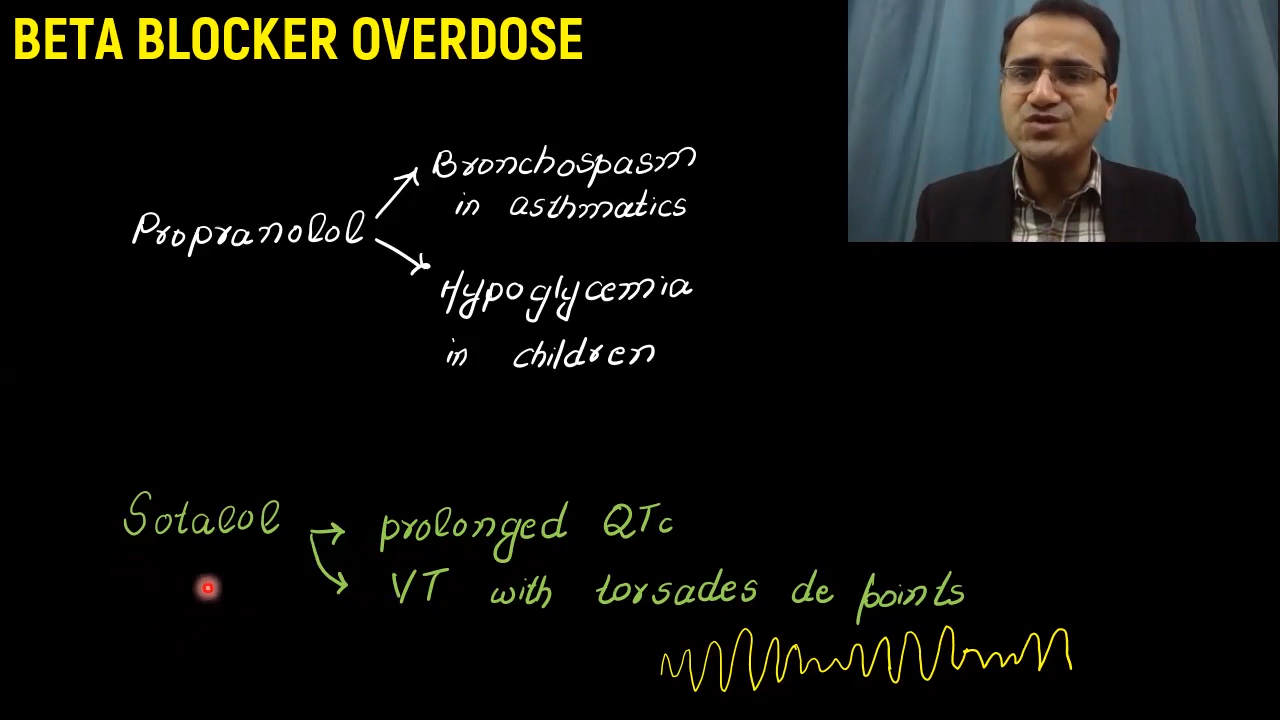 BETA BLOCKER OVERDOSE
Bronchospasm
in asthmatics
Propranolol
Hypoglycemia
in children
Sotalol
prolonged QTc
VT with torsades de points